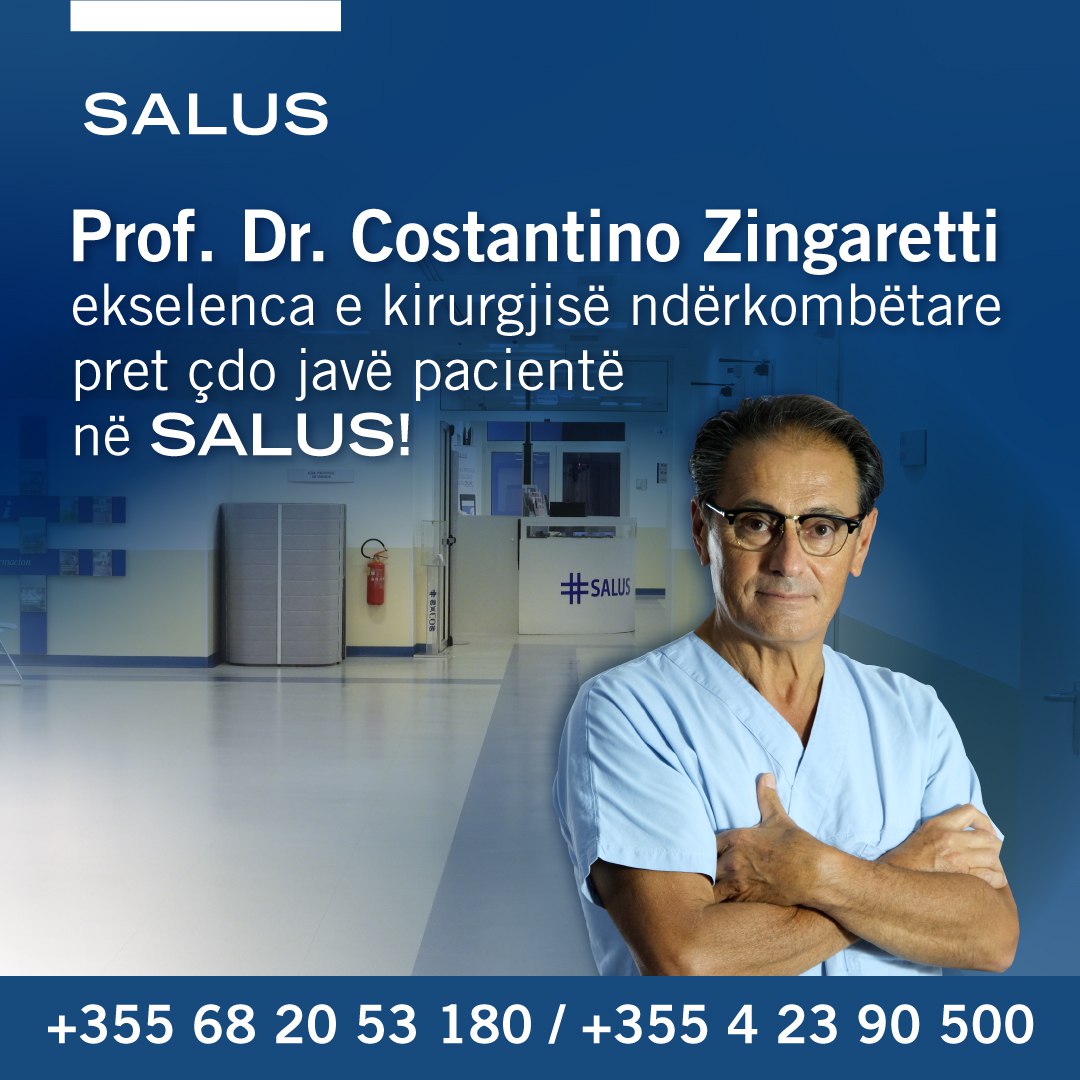 SALUS
Prof. Dr. Costantino Zingaretti
ekselenca e kirurgjisë ndërkombëtare
pret çdo javë pacientë
në SALUS!
#SALUS
+355 68 20 53 180 / +355 4 23 90 500